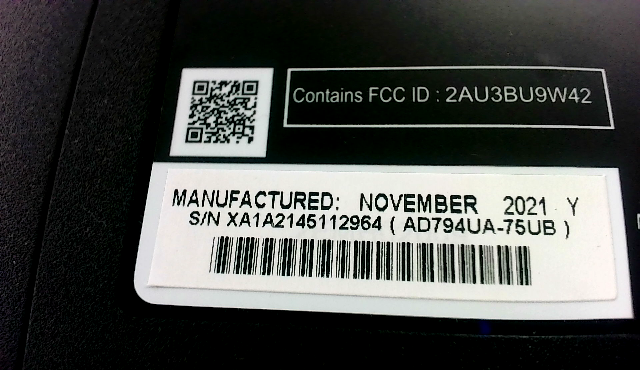 Contains FCC ID : 2AU3BU9W42
MANUFACTURED: NOVEMBER 2021 Y
S/N XA1A2145112964 ( AD794UA-75UB )